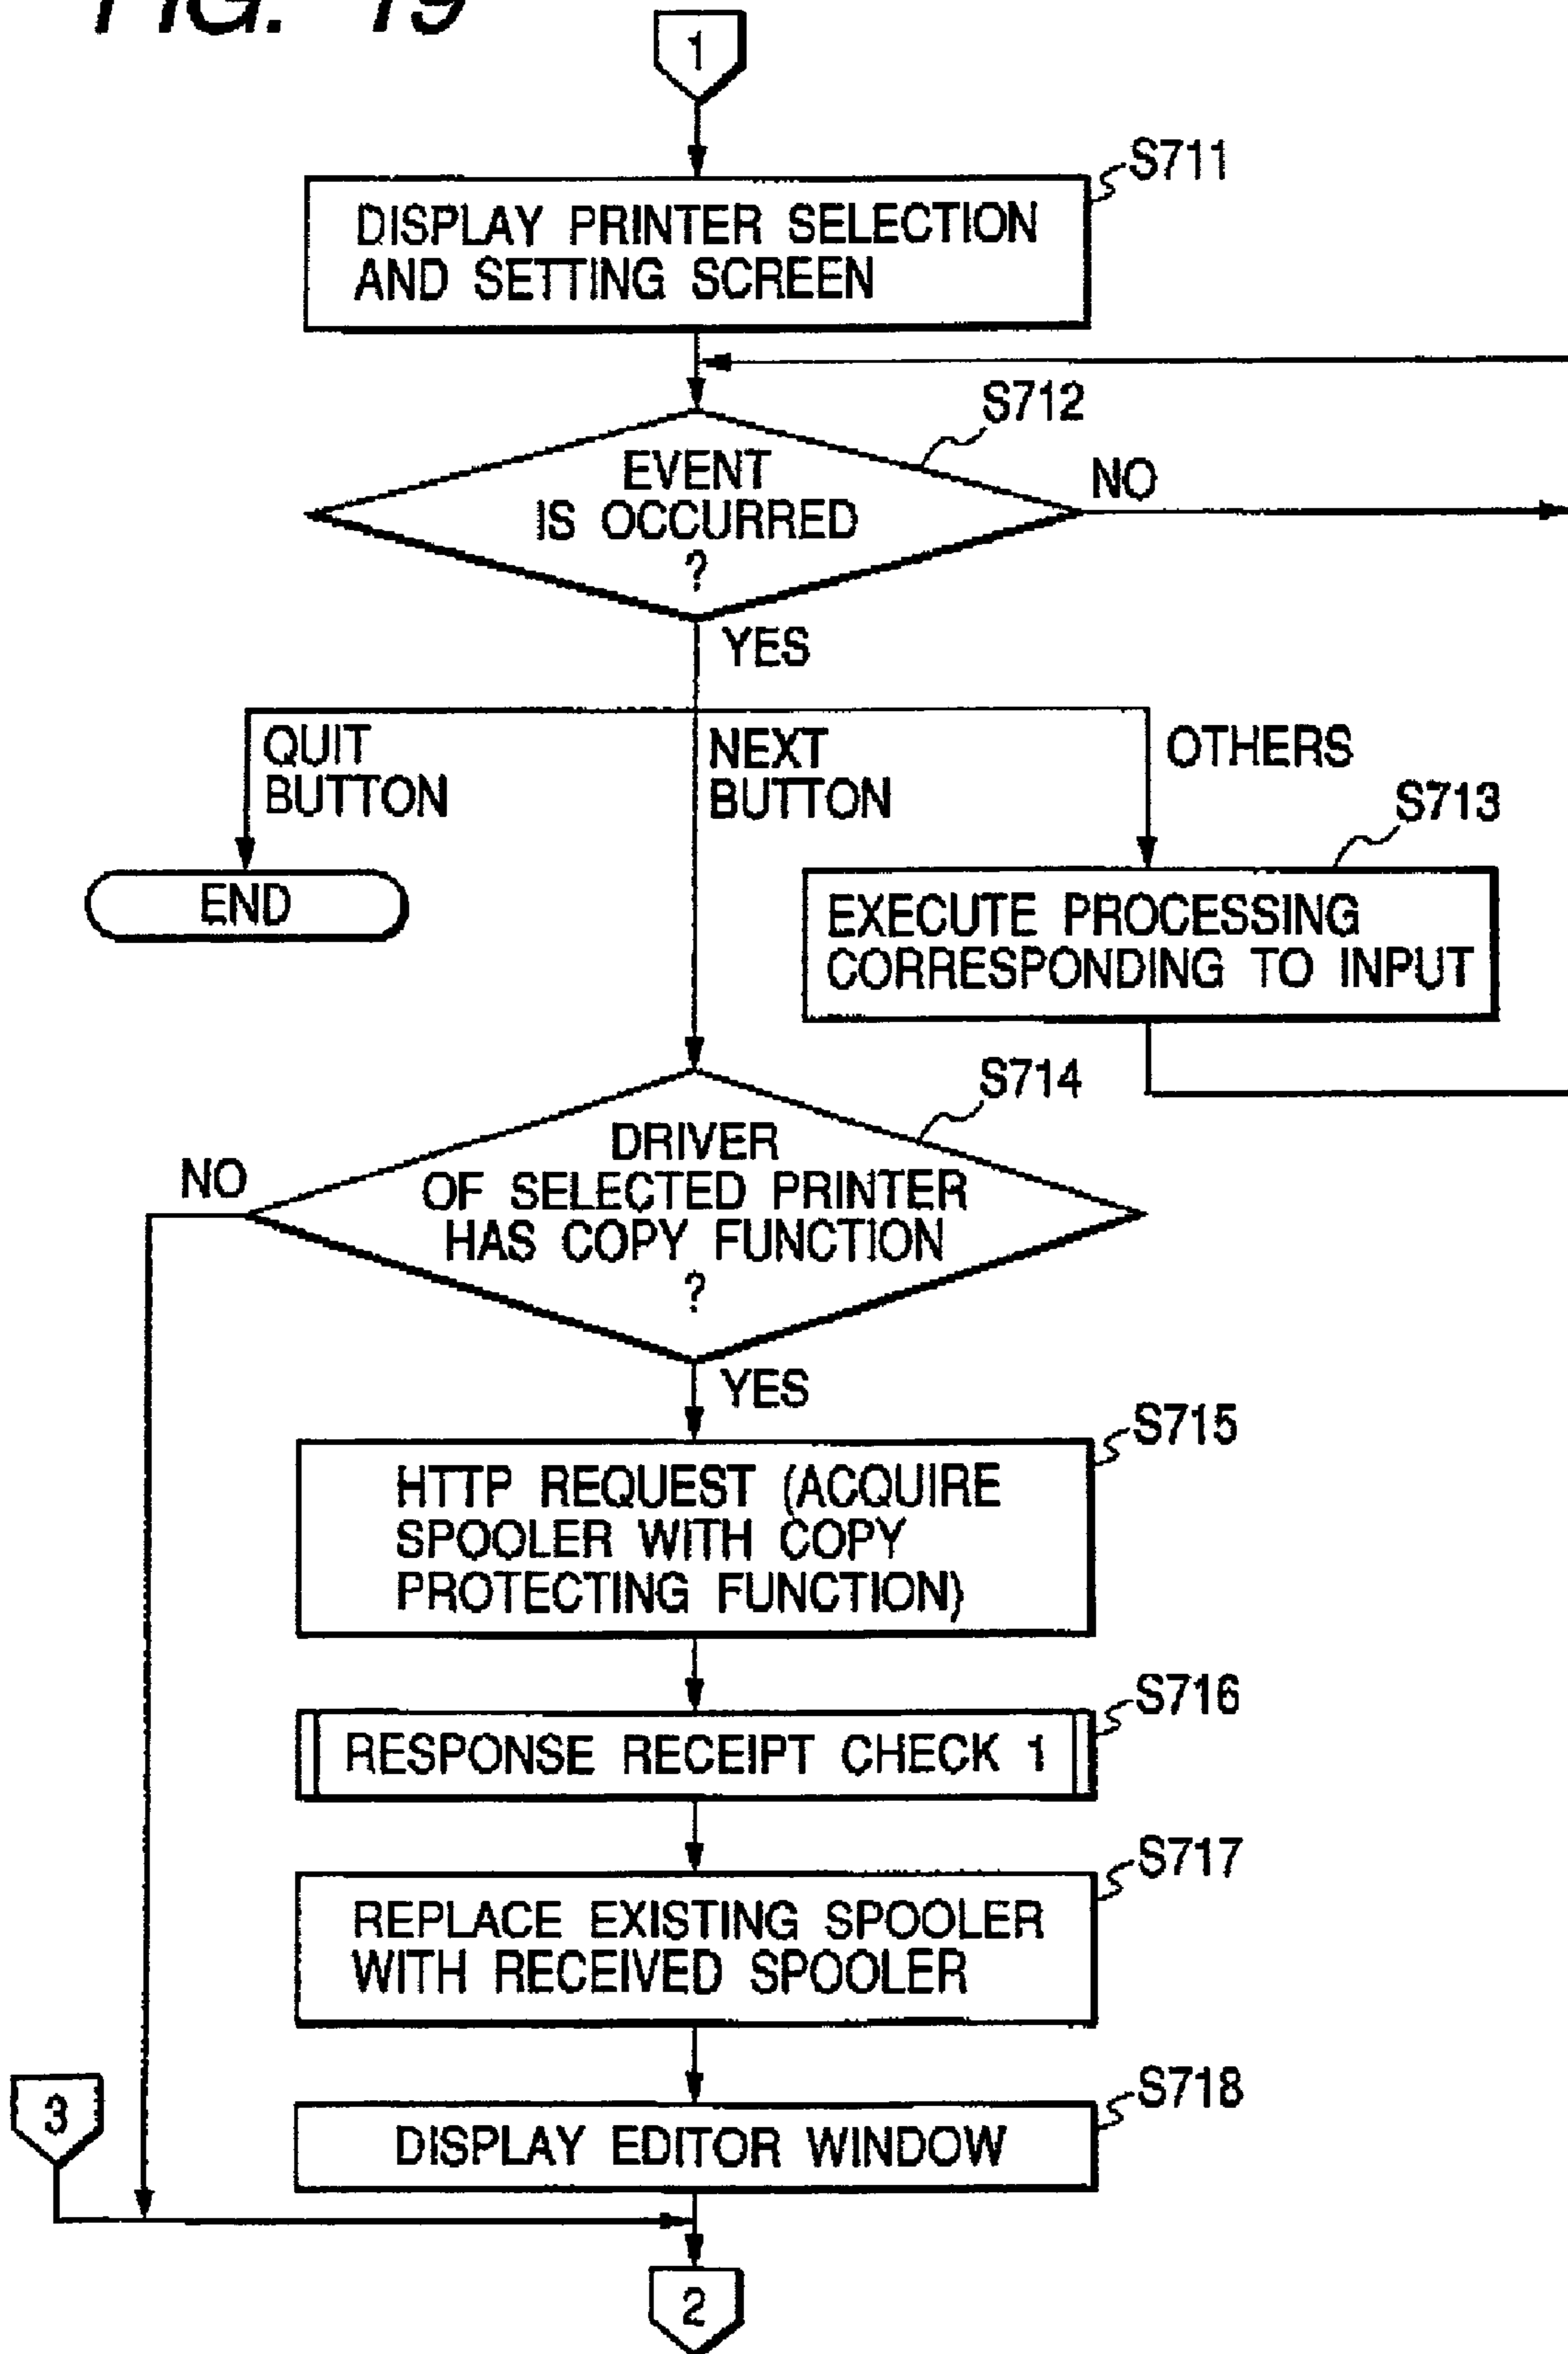 FIG. 19
1
S711
DISPLAY PRINTER SELECTION
AND SETTING SCREEN
S712
EVENT
IS OCCURRED
?
NO
YES
QUIT
BUTTON
NEXT
BUTTON
OTHERS
S713
END
EXECUTE PROCESSING
CORRESPONDING TO INPUT
S714
DRIVER
OF SELECTED PRINTER
HAS COPY FUNCTION
?
NO
YES
S715
HTTP REQUEST (ACQUIRE
SPOOLER WITH COPY
PROTECTING FUNCTION)
S716
RESPONSE RECEIPT CHECK 1
S717
REPLACE EXISTING SPOOLER
WITH RECEIVED SPOOLER
S718
3
DISPLAY EDITOR WINDOW
2